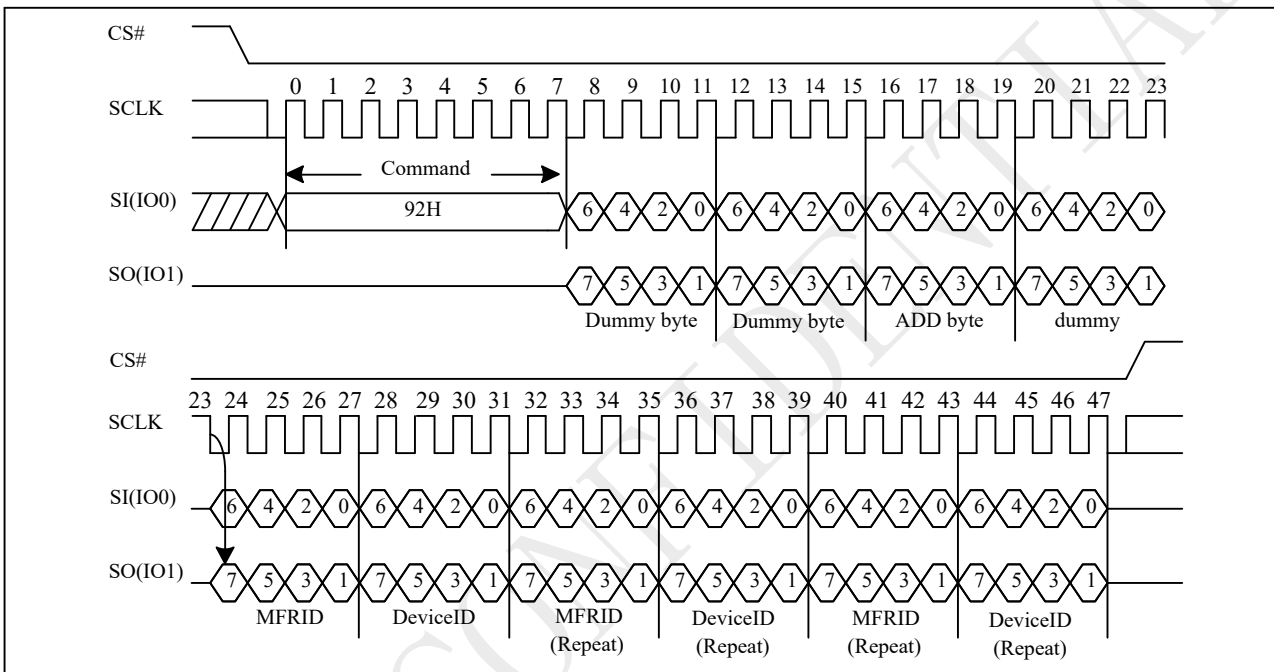 CS#
0 1 2 3 4 5 6 7 8 9 10 11 12 13 14 15 16 17 18 19 20 21 22 23
SCLK
Command
SI(IO0)
92H
6 4 2 0 6 4 2 0 6 4 2 0 6 4 2 0
SO(IO1)
7 5 3 1 7 5 3 1 7 5 3 1 7 5 3 1
Dummy byte Dummy byte ADD byte dummy
CS#
23 24 25 26 27 28 29 30 31 32 33 34 35 36 37 38 39 40 41 42 43 44 45 46 47
SCLK
SI(IO0)
6 4 2 0 6 4 2 0 6 4 2 0 6 4 2 0 6 4 2 0 6 4 2 0
SO(IO1)
7 5 3 1 7 5 3 1 7 5 3 1 7 5 3 1 7 5 3 1 7 5 3 1
MFRID DeviceID MFRID DeviceID MFRID DeviceID
(Repeat) (Repeat) (Repeat) (Repeat)
CONFIDENTIAL